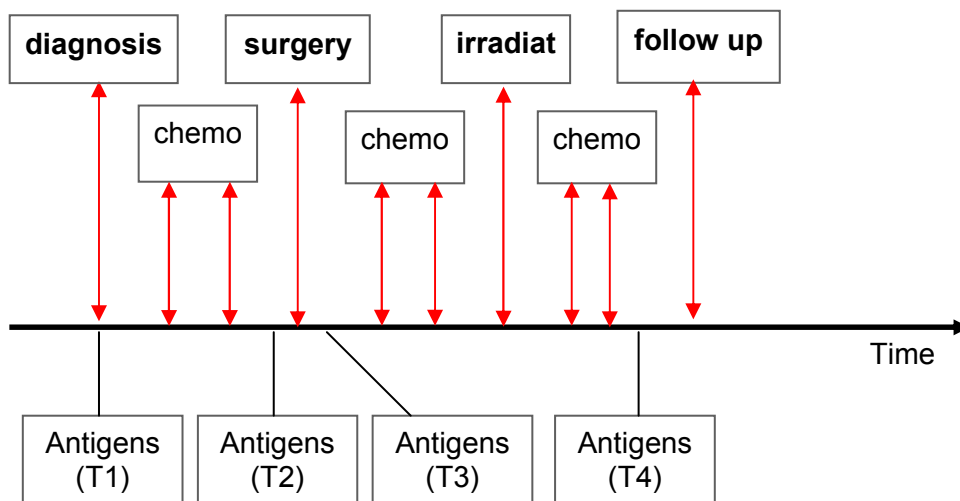 diagnosis
surgery
irradiat
follow up
chemo
chemo
chemo
Time
Antigens
(T1)
Antigens
(T2)
Antigens
(T3)
Antigens
(T4)